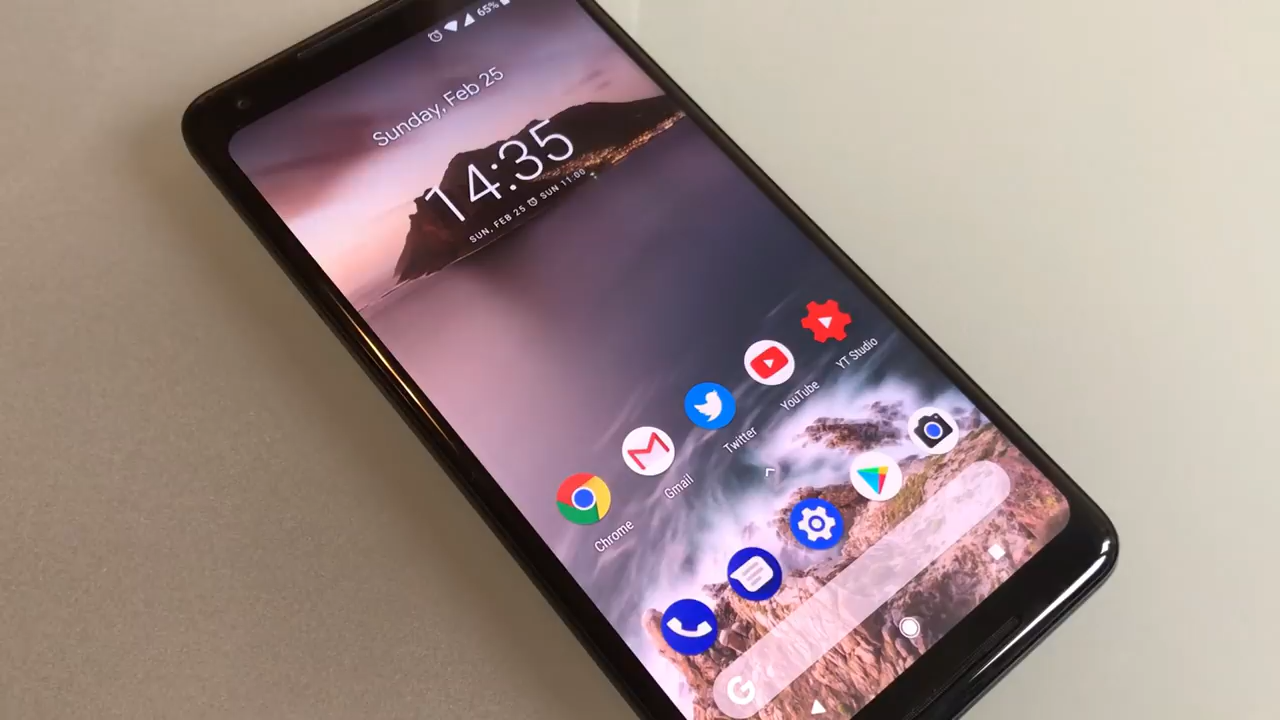 65%
Sunday, Feb 25
14:35
SUN, FEB 25 SUN 11:00
Chrome
Gmail
Twitter
YouTube
YT Studio
G